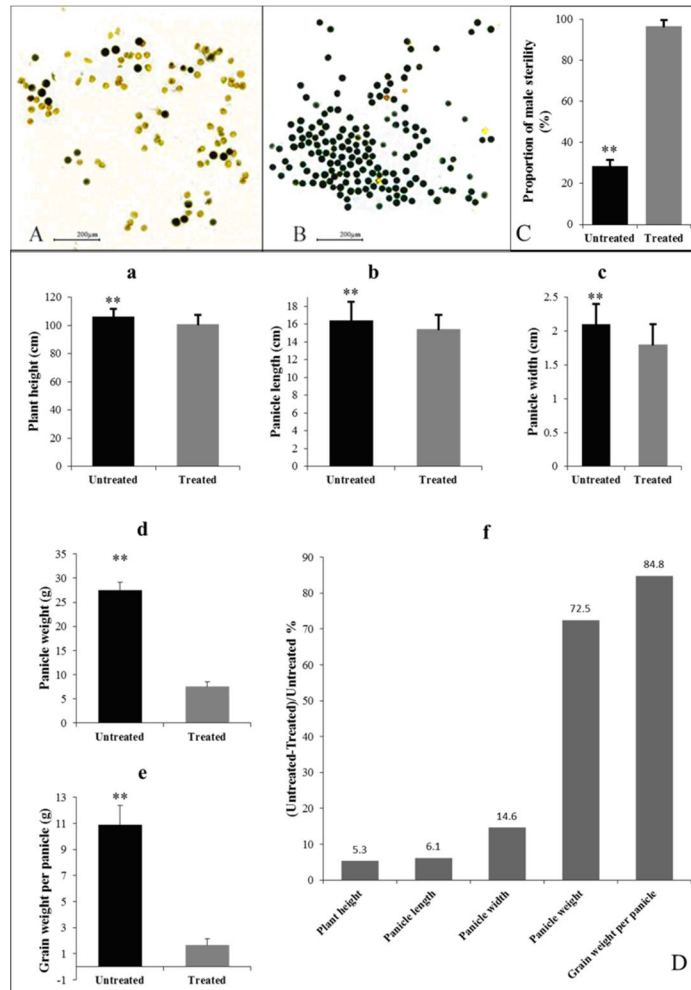 A
200μm
B
200μm
C
Proportion of male sterility
(%)
100
80
60
40
20
0
**
Untreated
Treated
a
Plant height (cm)
120
100
80
60
40
20
0
**
Untreated
Treated
b
Panicle length (cm)
18
16
14
12
10
8
6
4
2
0
**
Untreated
Treated
c
Panicle width (cm)
2.5
2
1.5
1
0.5
0
**
Untreated
Treated
d
Panicle weight (g)
35
30
25
20
15
10
5
0
**
Untreated
Treated
e
Grain weight per panicle (g)
13
11
9
7
5
3
1
-1
**
Untreated
Treated
f
(Untreated-Treated)/Untreated %
90
80
70
60
50
40
30
20
10
0
5.3
6.1
14.6
72.5
84.8
Plant height
Panicle length
Panicle width
Panicle weight
Grain weight per panicle
D